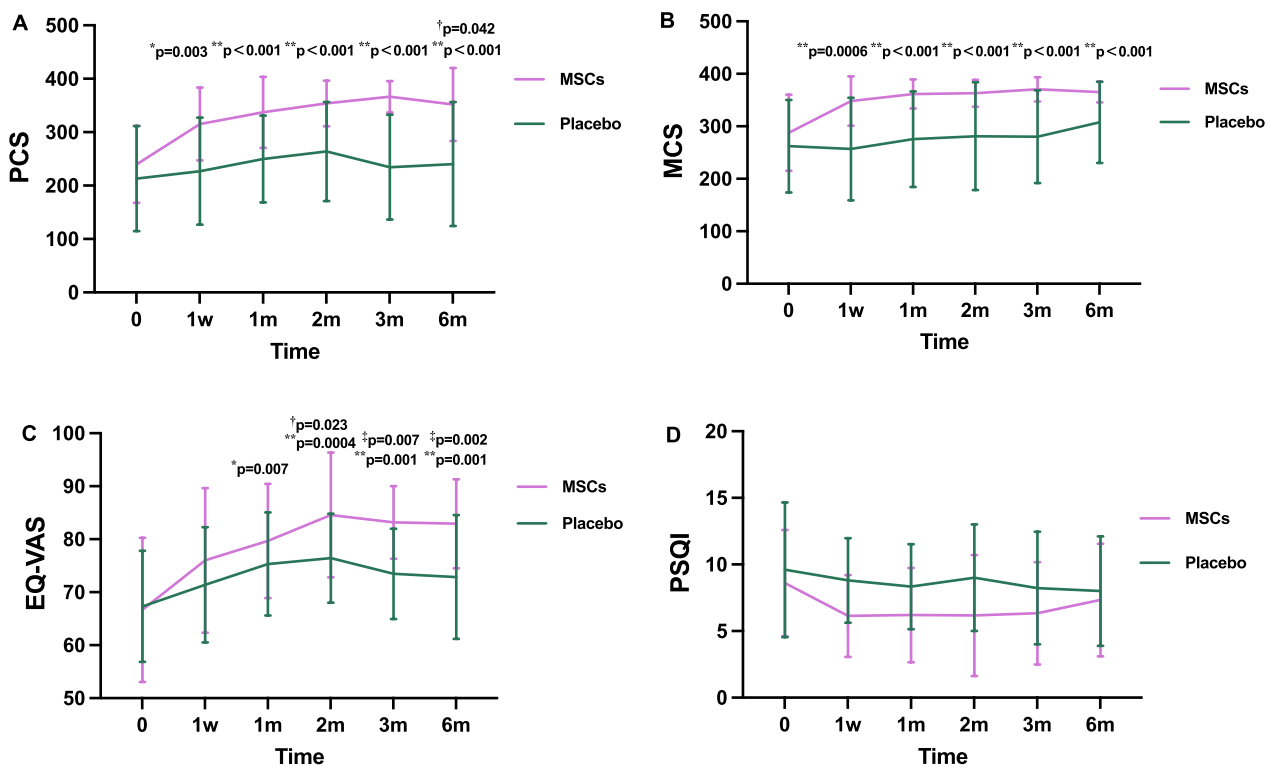 A
PCS
500
400
300
200
100
0
*p=0.003
**p<0.001
**p<0.001
**p<0.001
†p=0.042
**p<0.001
MSCs
Placebo
0 1w 1m 2m 3m 6m
Time
B
MCS
500
400
300
200
100
0
**p=0.0006
**p<0.001
**p<0.001
**p<0.001
**p<0.001
MSCs
Placebo
0 1w 1m 2m 3m 6m
Time
C
EQ-VAS
100
90
80
70
60
50
*p=0.007
†p=0.023
**p=0.0004
‡p=0.007
**p=0.001
‡p=0.002
**p=0.001
MSCs
Placebo
0 1w 1m 2m 3m 6m
Time
D
PSQI
20
15
10
5
0
MSCs
Placebo
0 1w 1m 2m 3m 6m
Time